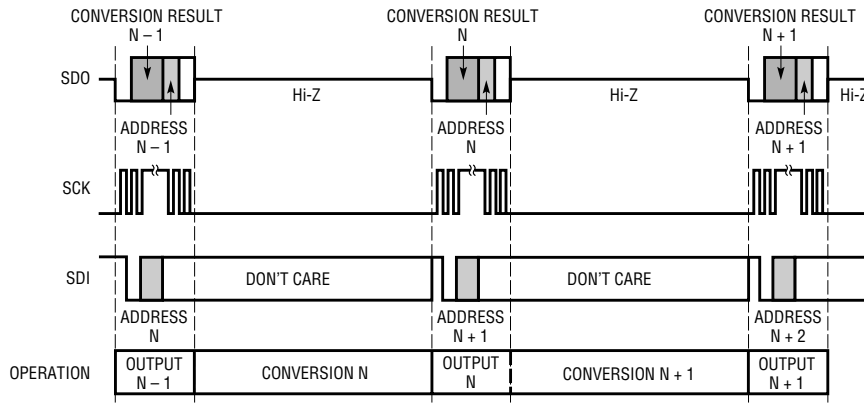 CONVERSION RESULT
N – 1
CONVERSION RESULT
N
CONVERSION RESULT
N + 1
SDO
Hi-Z
Hi-Z
Hi-Z
ADDRESS
N – 1
ADDRESS
N
ADDRESS
N + 1
SCK
SDI
DON'T CARE
DON'T CARE
ADDRESS
N
ADDRESS
N + 1
ADDRESS
N + 2
OPERATION
OUTPUT
N – 1
CONVERSION N
OUTPUT
N
CONVERSION N + 1
OUTPUT
N + 1